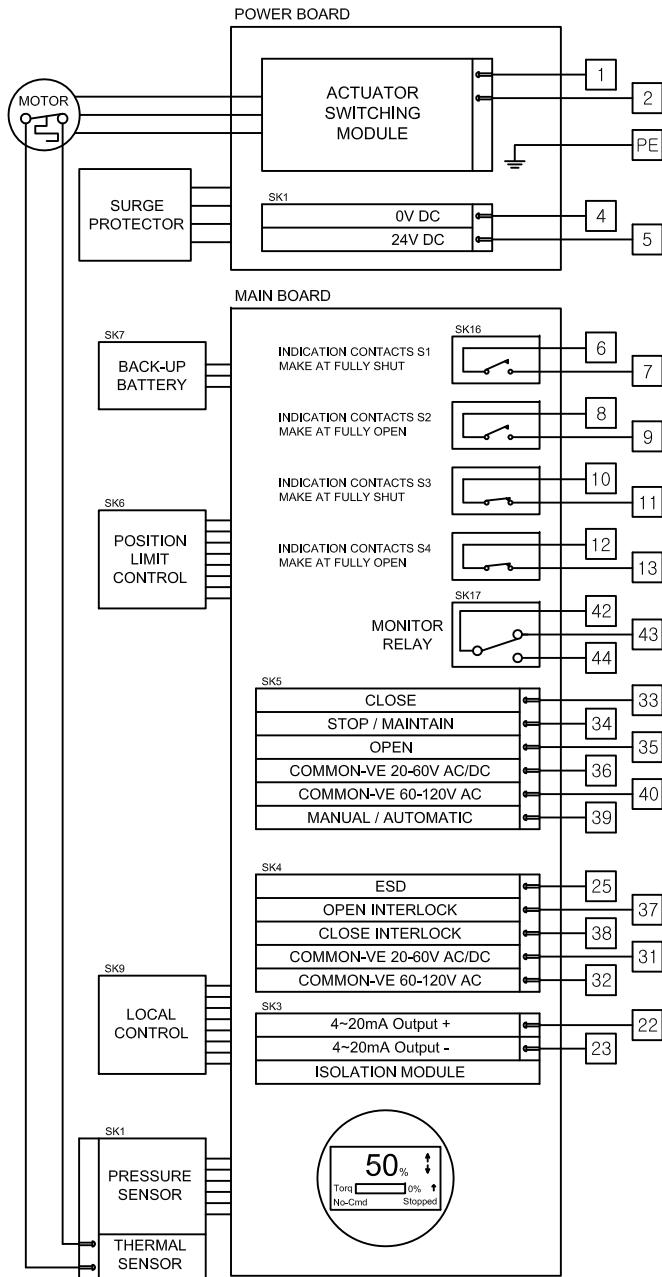 POWER BOARD
MOTOR
ACTUATOR
SWITCHING
MODULE
1
2
PE
SURGE
PROTECTOR
SK1
0V DC
4
24V DC
5
MAIN BOARD
SK7
BACK-UP
BATTERY
INDICATION CONTACTS S1
MAKE AT FULLY SHUT
SK16
6
7
INDICATION CONTACTS S2
MAKE AT FULLY OPEN
8
9
SK6
POSITION
LIMIT
CONTROL
INDICATION CONTACTS S3
MAKE AT FULLY SHUT
10
11
INDICATION CONTACTS S4
MAKE AT FULLY OPEN
12
13
MONITOR
RELAY
SK17
42
43
44
SK5
CLOSE
33
STOP / MAINTAIN
34
OPEN
35
COMMON-VE 20-60V AC/DC
36
COMMON-VE 60-120V AC
40
MANUAL / AUTOMATIC
39
SK4
ESD
25
OPEN INTERLOCK
37
CLOSE INTERLOCK
38
COMMON-VE 20-60V AC/DC
31
COMMON-VE 60-120V AC
32
SK9
LOCAL
CONTROL
SK3
4~20mA Output +
22
4~20mA Output -
23
ISOLATION MODULE
SK1
PRESSURE
SENSOR
THERMAL
SENSOR
50%
Torq 0%
No-Cmd Stopped